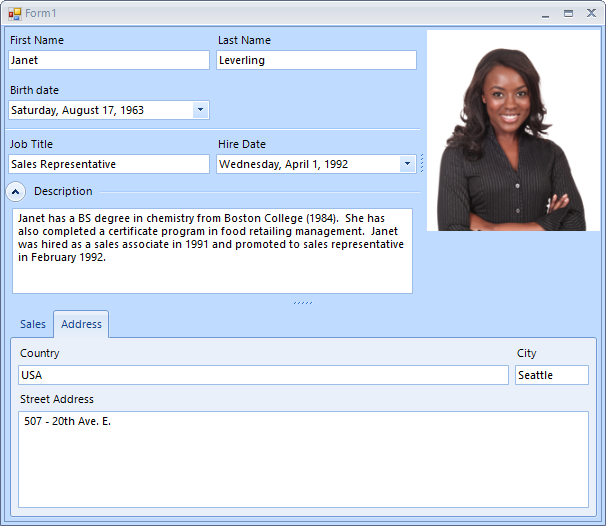 Form1
First Name
Last Name
Janet
Leverling
Birth date
Saturday, August 17, 1963
Job Title
Hire Date
Sales Representative
Wednesday, April 1, 1992
Description
Janet has a BS degree in chemistry from Boston College (1984).  She has
also completed a certificate program in food retailing management.  Janet
was hired as a sales associate in 1991 and promoted to sales representative
in February 1992.
Sales
Address
Country
City
USA
Seattle
Street Address
507 - 20th Ave. E.